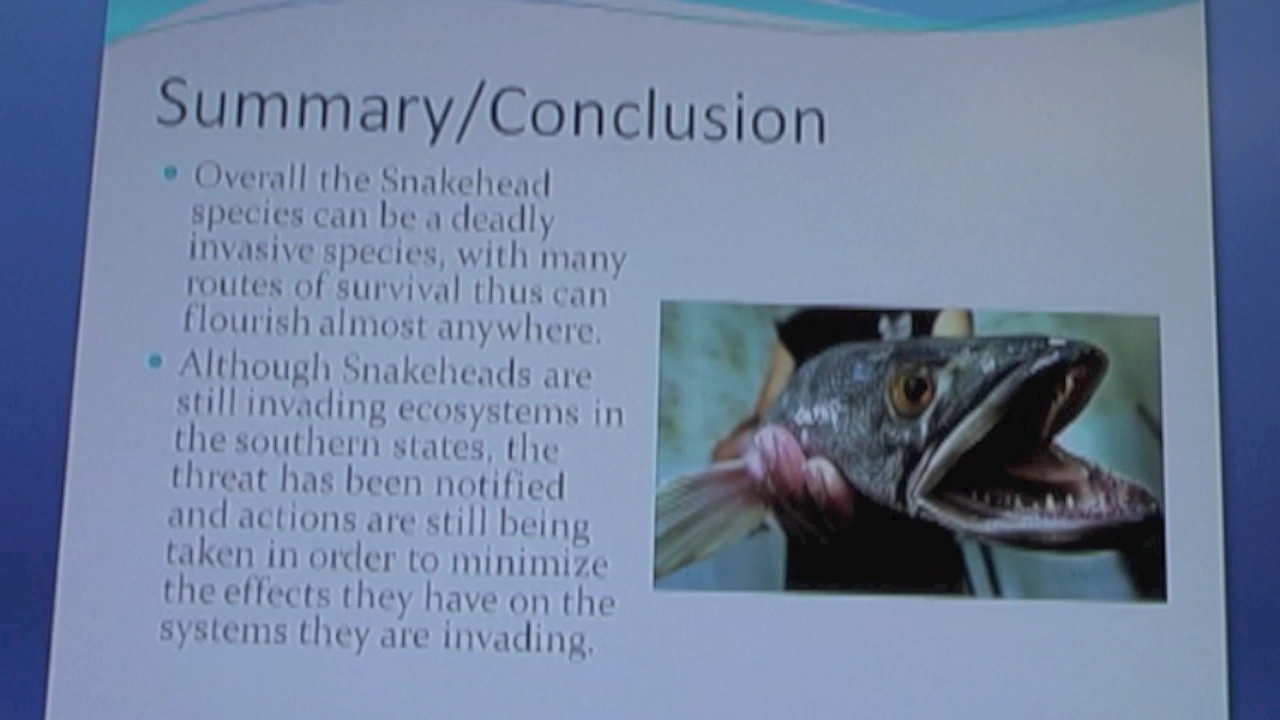 Summary/Conclusion
Overall the Snakehead
species can be a deadly
invasive species, with many
routes of survival thus can
flourish almost anywhere.
Although Snakeheads are
still invading ecosystems in
the southern states, the
threat has been notified
and actions are still being
taken in order to minimize
the effects they have on the
systems they are invading.